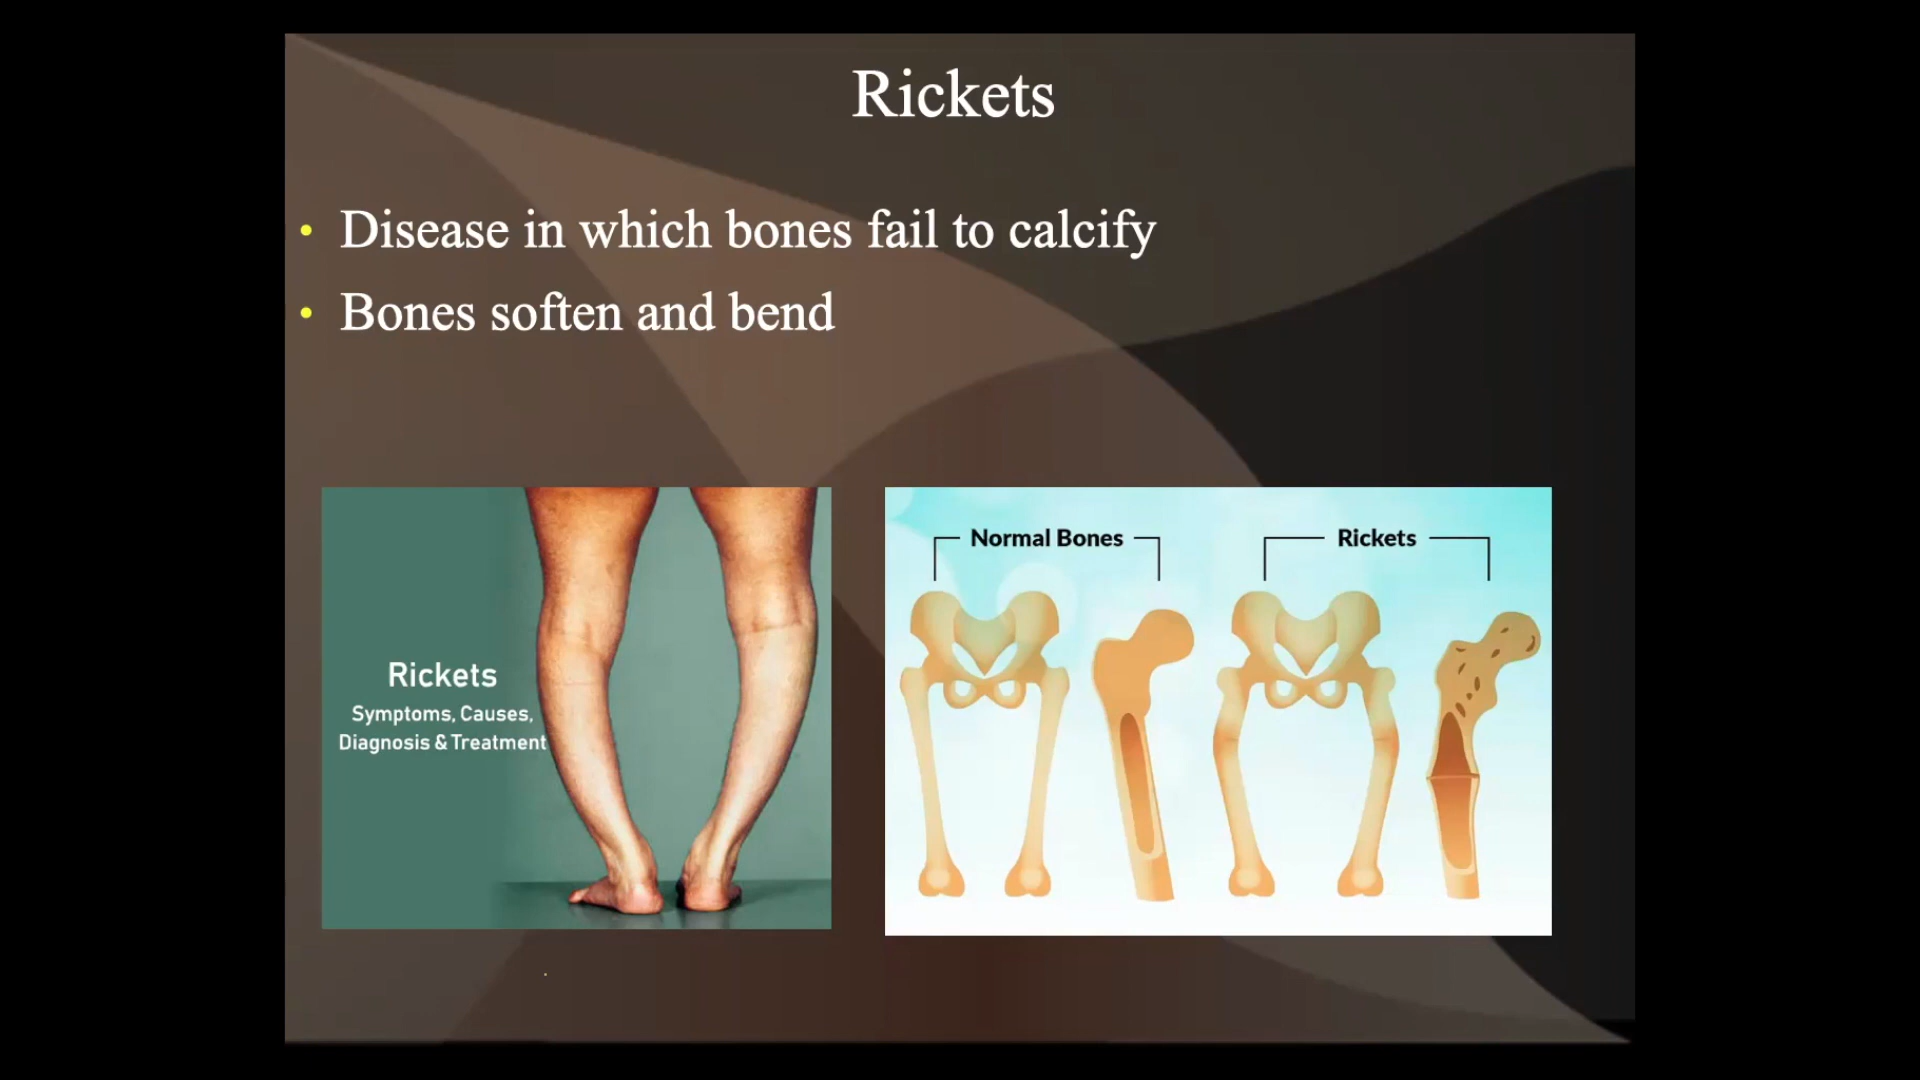 Rickets
• Disease in which bones fail to calcify
• Bones soften and bend
Rickets
Symptoms, Causes,
Diagnosis & Treatment
Normal Bones
Rickets